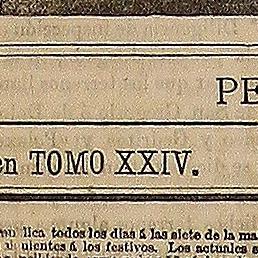 PE
en TOMO XXIV.
lica todos los dias á las siete de la ma
uientes á los festivos. Los actuales s